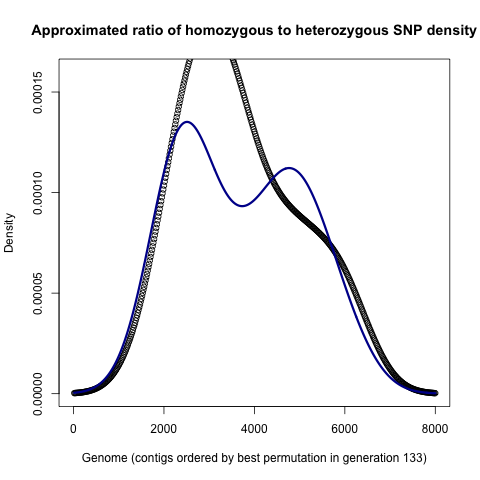 Approximated ratio of homozygous to heterozygous SNP density
0.00015
0.00010
0.00005
0.00000
Density
0 2000 4000 6000 8000
Genome (contigs ordered by best permutation in generation 133)